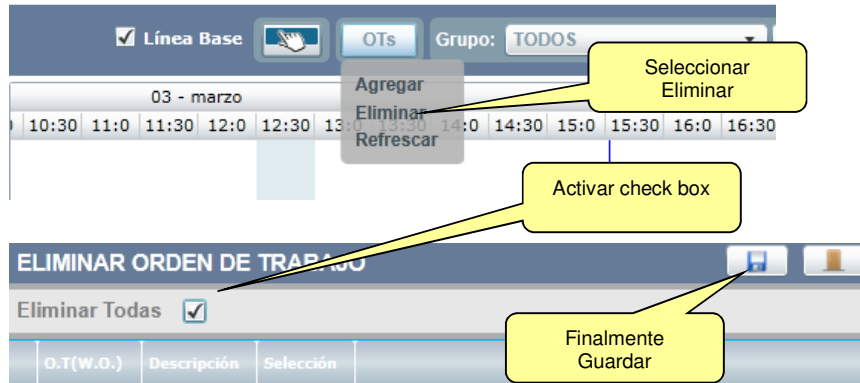 Línea Base
OTs
Grupo:
TODOS
Seleccionar
Eliminar
Agregar
Eliminar
Refrescar
03 - marzo
10:30 11:0 11:30 12:0 12:30 13:0 13:30 14:0 14:30 15:0 15:30 16:0 16:30
Activar check box
ELIMINAR ORDEN DE TRABAJO
Eliminar Todas
Finalmente
Guardar
O.T(W.O.) Descripción Selección